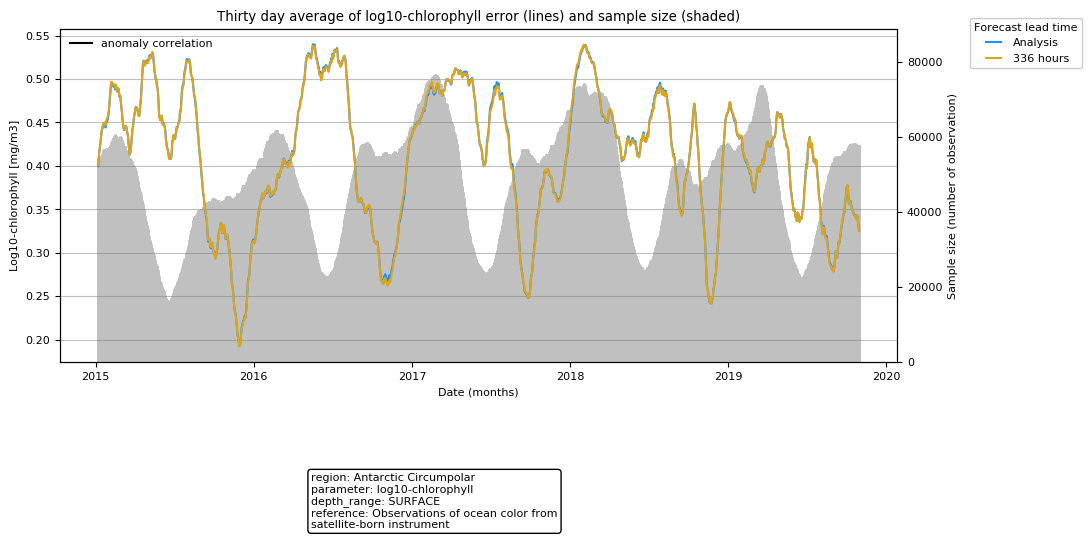 Thirty day average of log10-chlorophyll error (lines) and sample size (shaded)
Forecast lead time
Analysis
336 hours
anomaly correlation
0.55
0.50
0.45
0.40
0.35
0.30
0.25
0.20
Log10-chlorophyll [mg/m3]
80000
60000
40000
20000
0
Sample size (number of observation)
2015
2016
2017
2018
2019
2020
Date (months)
region: Antarctic Circumpolar
parameter: log10-chlorophyll
depth_range: SURFACE
reference: Observations of ocean color from
satellite-born instrument